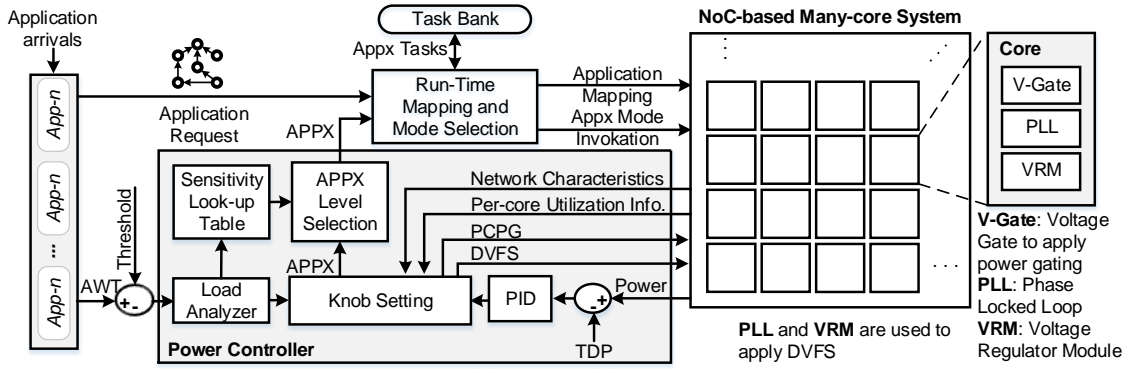 Application
arrivals
App-n
App-n
...
App-n
Application
Request
Task Bank
Appx Tasks
Run-Time
Mapping and
Mode Selection
Application
Mapping
Appx Mode
Invokation
APPX
NoC-based Many-core System
Core
V-Gate
PLL
VRM
Threshold
AWT
+
-
Sensitivity
Look-up
Table
APPX
Level
Selection
APPX
Load
Analyzer
Knob Setting
PID
-
+
TDP
Power
Network Characteristics
Per-core Utilization Info.
PCPG
DVFS
Power Controller
PLL and VRM are used to
apply DVFS
V-Gate: Voltage
Gate to apply
power gating
PLL: Phase
Locked Loop
VRM: Voltage
Regulator Module